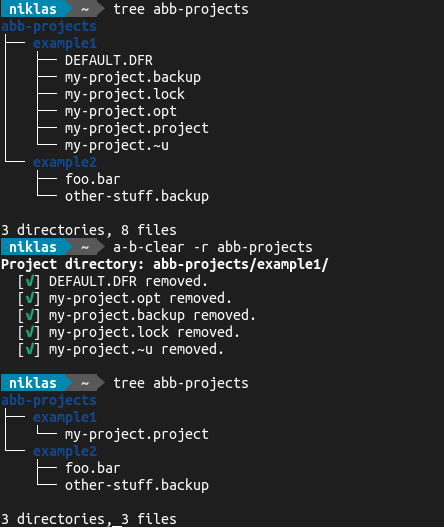 niklas ~ tree abb-projects
abb-projects
├── example1
│   ├── DEFAULT.DFR
│   ├── my-project.backup
│   ├── my-project.lock
│   ├── my-project.opt
│   ├── my-project.project
│   └── my-project.~u
└── example2
    ├── foo.bar
    └── other-stuff.backup
3 directories, 8 files
niklas ~ a-b-clear -r abb-projects
Project directory: abb-projects/example1/
  [✓] DEFAULT.DFR removed.
  [✓] my-project.opt removed.
  [✓] my-project.backup removed.
  [✓] my-project.lock removed.
  [✓] my-project.~u removed.
niklas ~ tree abb-projects
abb-projects
├── example1
│   └── my-project.project
└── example2
    ├── foo.bar
    └── other-stuff.backup
3 directories, 3 files